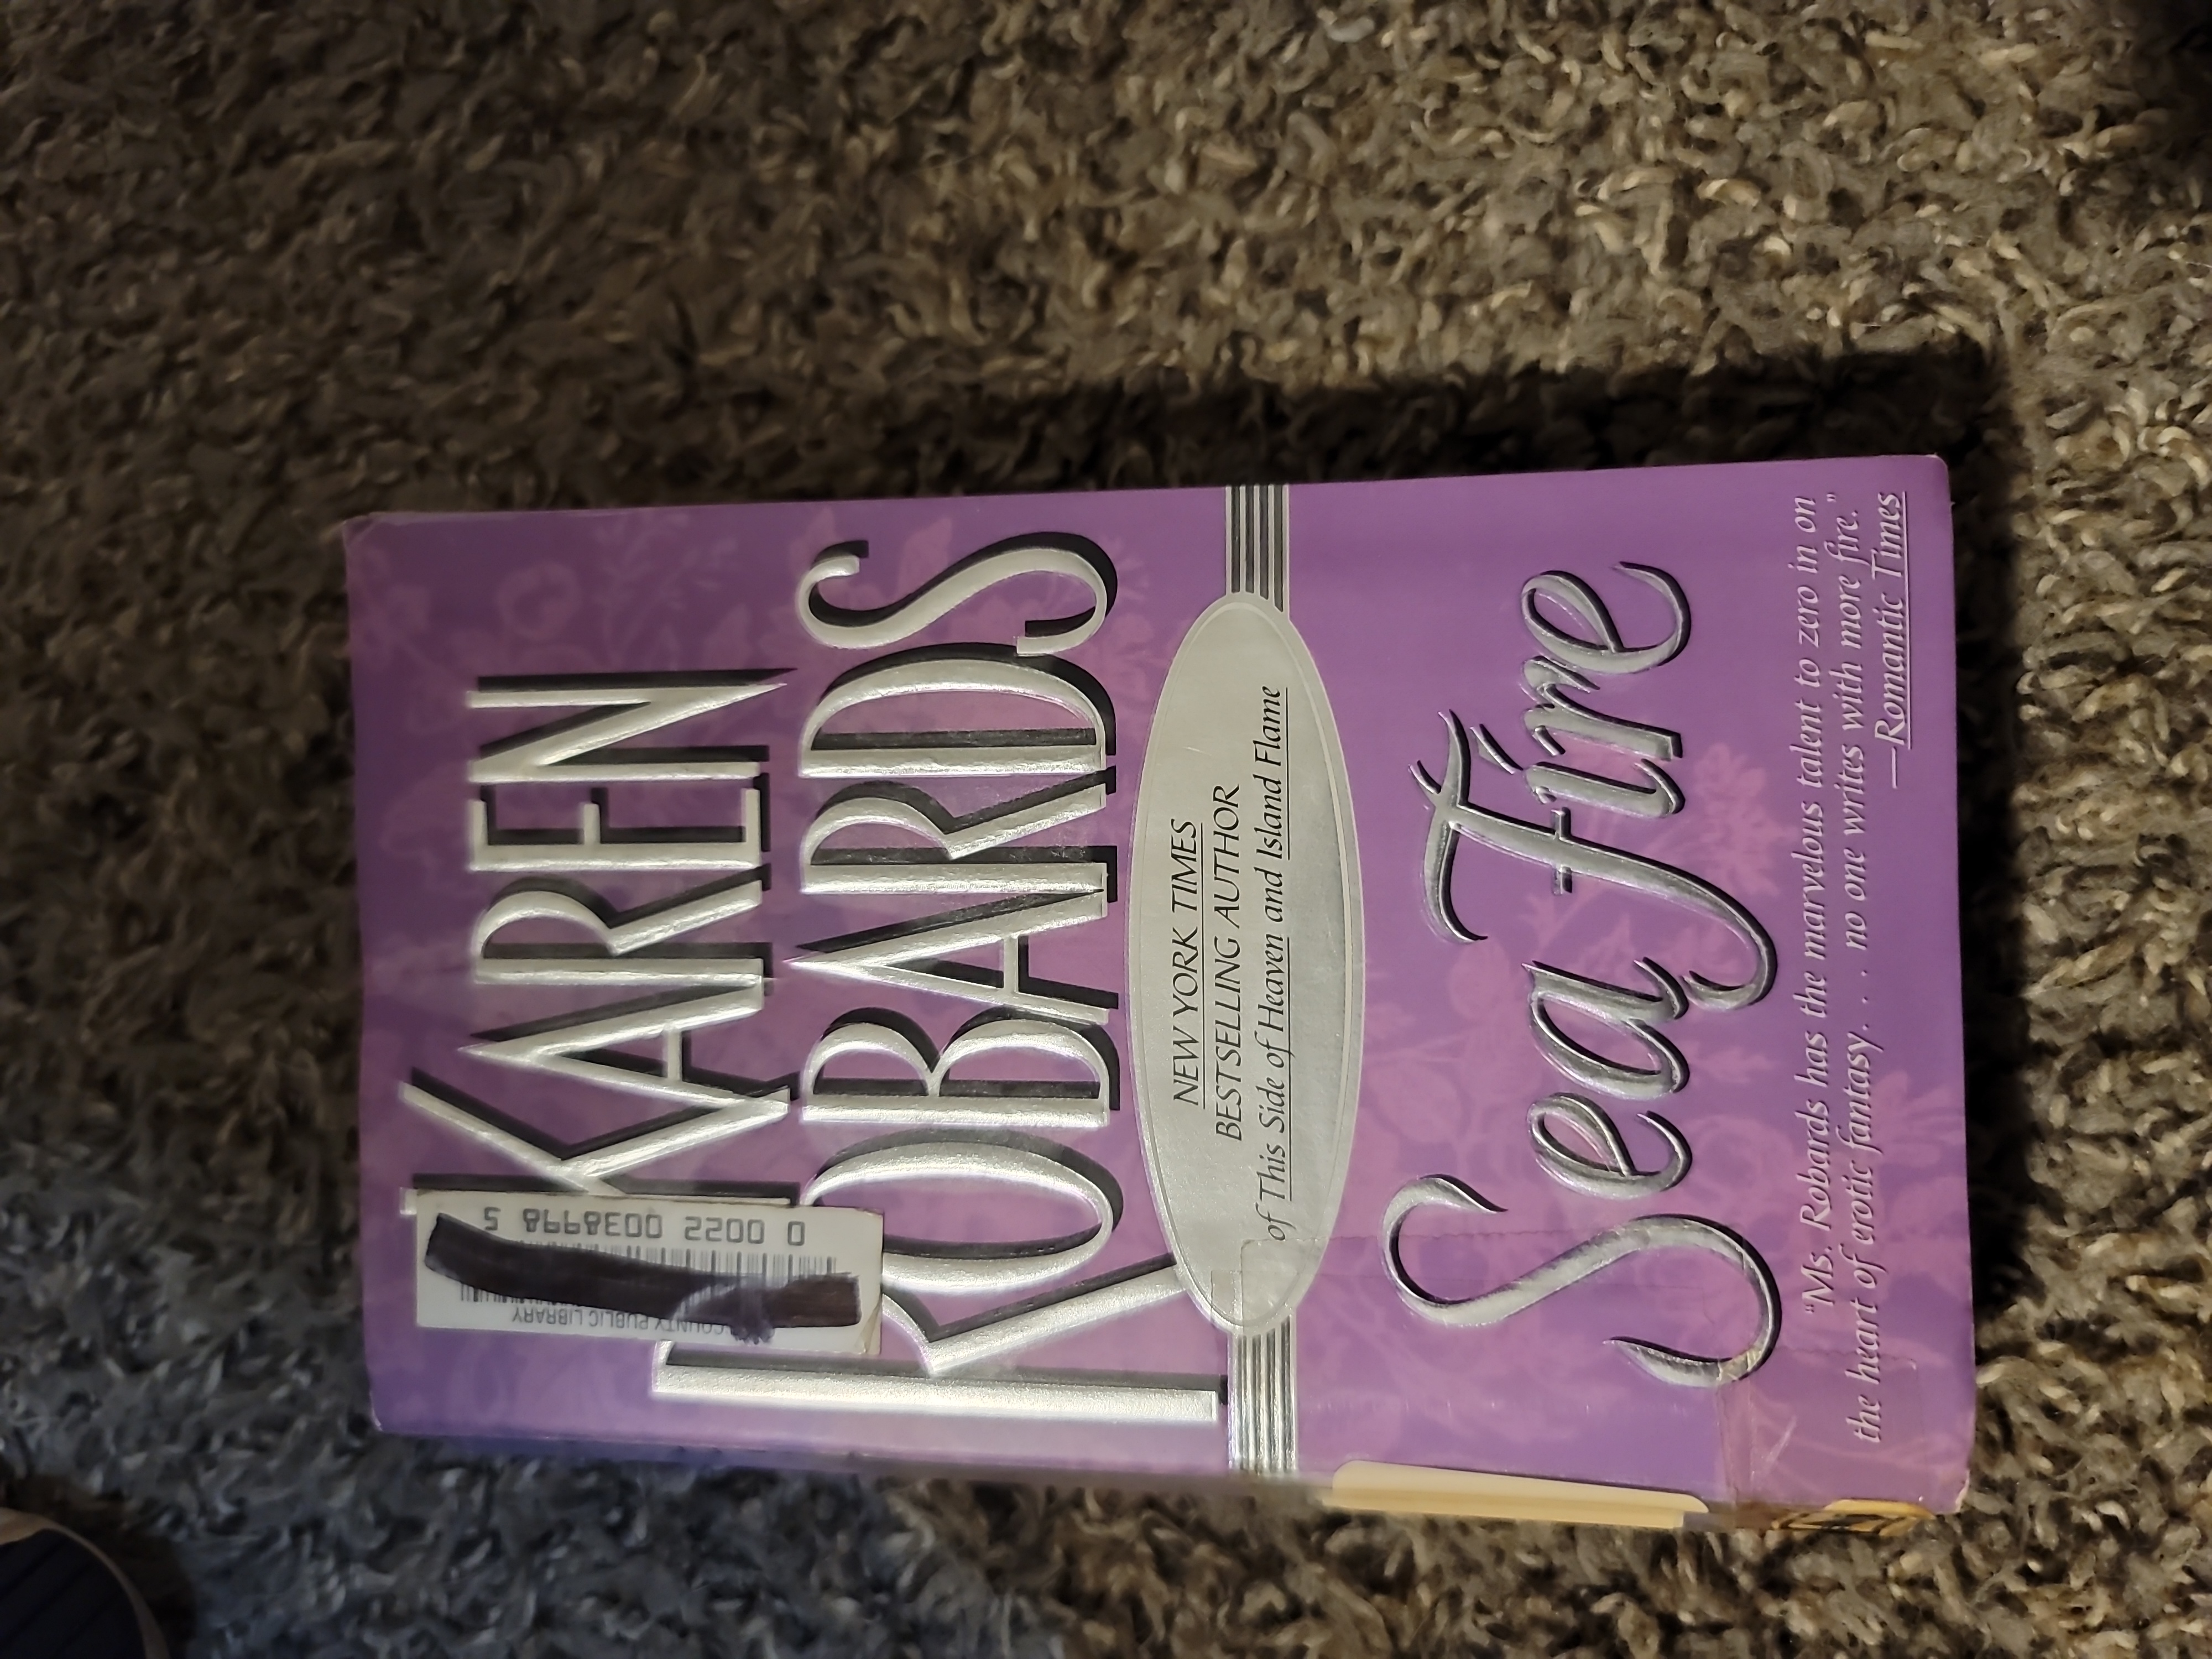 KAREN
ROBARDS
NEW YORK TIMES
BESTSELLING AUTHOR
of This Side of Heaven and Island Flame
Sea Fire
"Ms. Robards has the marvelous talent to zero in on
the heart of erotic fantasy. . . . no one writes with more fire."
—Romantic Times
COUNTY PUBLIC LIBRARY
0 0022 0038998 5